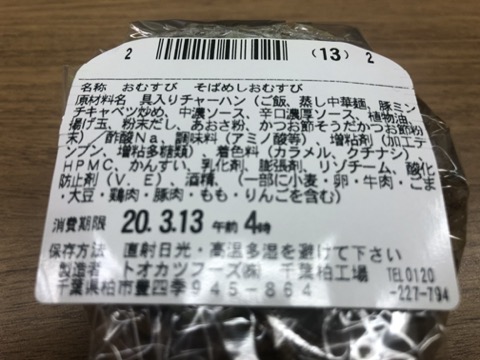 2 (13) 2
名称 おむすび そばめしおむすび
原材料名 具入りチャーハン（ご飯、蒸し中華麺、豚ミン
チキャベツ炒め、中濃ソース、辛口濃厚ソース、植物油、
揚げ玉、粉末だし、あおさ粉、かつお節そうだかつお節粉
末） 酢酸Ｎａ、調味料（アミノ酸等） 増粘剤（加工デ
ンプン、増粘多糖類）、着色料（カラメル、クチナシ）、
ＨＰＭＣ、かんすい、乳化剤、膨張剤、リゾチーム、酸化
防止剤（Ｖ．Ｅ）、酒精、（一部に小麦・卵・牛肉・ごま
・大豆・鶏肉・豚肉・もも・りんごを含む）
消費期限 20.3.13 午前 4時
保存方法 直射日光・高温多湿を避けて下さい
製造者 トオカツフーズ㈱ 千葉柏工場 TEL0120
千葉県柏市豊四季９４５－８６４ -227-794